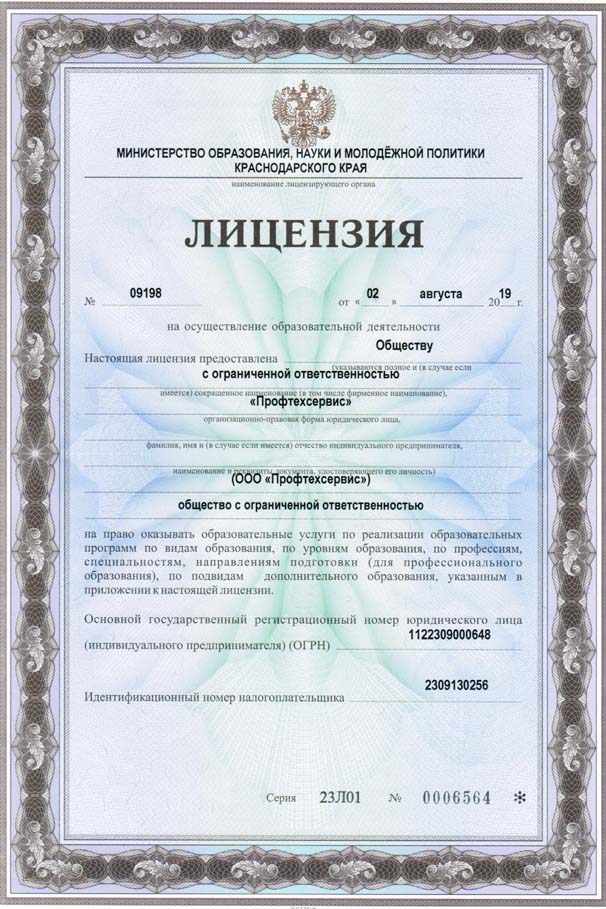 МИНИСТЕРСТВО ОБРАЗОВАНИЯ, НАУКИ И МОЛОДЁЖНОЙ ПОЛИТИКИ
КРАСНОДАРСКОГО КРАЯ
наименование лицензирующего органа
ЛИЦЕНЗИЯ
№ 09198 от « 02 » августа 20 19 г.
на осуществление образовательной деятельности
Настоящая лицензия предоставлена Обществу
(указываются полное и (в случае если
с ограниченной ответственностью
имеется) сокращенное наименование (в том числе фирменное наименование),
«Профтехсервис»
организационно-правовая форма юридического лица,
фамилия, имя и (в случае если имеется) отчество индивидуального предпринимателя,
наименование и реквизиты документа, удостоверяющего его личность)
(ООО «Профтехсервис»)
общество с ограниченной ответственностью
на право оказывать образовательные услуги по реализации образовательных
программ по видам образования, по уровням образования, по профессиям,
специальностям, направлениям подготовки (для профессионального
образования), по подвидам дополнительного образования, указанным в
приложении к настоящей лицензии.
Основной государственный регистрационный номер юридического лица
(индивидуального предпринимателя) (ОГРН) 1122309000648
Идентификационный номер налогоплательщика 2309130256
Серия 23Л01 № 0006564 *